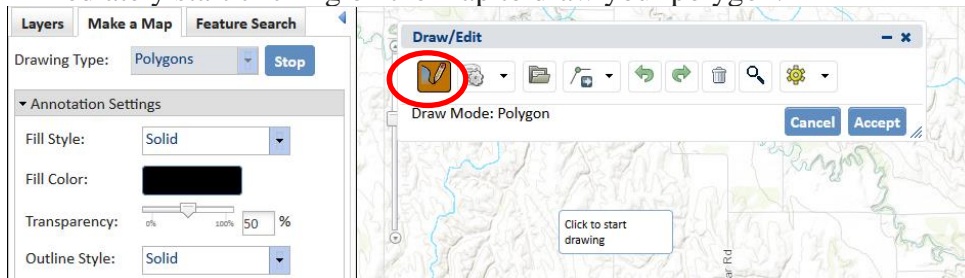 Layers Make a Map Feature Search
Drawing Type: Polygons Stop
Annotation Settings
Fill Style: Solid
Fill Color:
Transparency: 0% 100% 50 %
Outline Style: Solid
Draw/Edit
Draw Mode: Polygon
Cancel Accept
Click to start
drawing
Rd